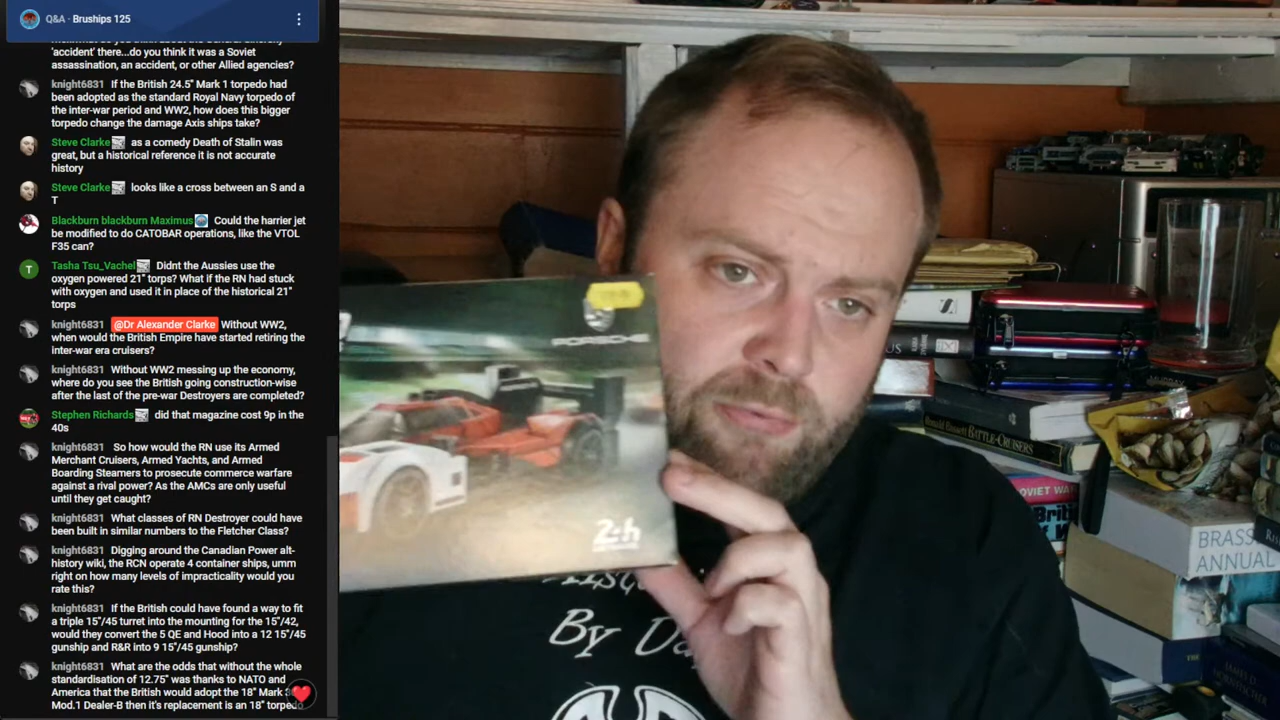 Q&A · Bruships 125
'accident' there...do you think it was a Soviet
assassination, an accident, or other Allied agencies?
knight6831 If the British 24.5" Mark 1 torpedo had
been adopted as the standard Royal Navy torpedo of
the inter-war period and WW2, how does this bigger
torpedo change the damage Axis ships take?
Steve Clarke as a comedy Death of Stalin was
great, but a historical reference it is not accurate
history
Steve Clarke looks like a cross between an S and a
T
Blackburn blackburn Maximus Could the harrier jet
be modified to do CATOBAR operations, like the VTOL
F35 can?
T Tasha Tsu_Vachel Didnt the Aussies use the
oxygen powered 21" torps? What if the RN had stuck
with oxygen and used it in place of the historical 21"
torps
knight6831 @Dr Alexander Clarke Without WW2,
when would the British Empire have started retiring the
inter-war era cruisers?
knight6831 Without WW2 messing up the economy,
where do you see the British going construction-wise
after the last of the pre-war Destroyers are completed?
Stephen Richards did that magazine cost 9p in the
40s
knight6831 So how would the RN use its Armed
Merchant Cruisers, Armed Yachts, and Armed
Boarding Steamers to prosecute commerce warfare
against a rival power? As the AMCs are only useful
until they get caught?
knight6831 What classes of RN Destroyer could have
been built in similar numbers to the Fletcher Class?
knight6831 Digging around the Canadian Power alt-
history wiki, the RCN operate 4 container ships, umm
right on how many levels of impracticality would you
rate this?
knight6831 If the British could have found a way to fit
a triple 15"/45 turret into the mounting for the 15"/42,
would they convert the 5 QE and Hood into a 12 15"/45
gunship and R&R into 9 15"/45 gunship?
knight6831 What are the odds that without the whole
standardisation of 12.75" was thanks to NATO and
America that the British would adopt the 18" Mark
Mod.1 Dealer-B then it's replacement is an 18" torpedo
PORSCHE
24h
By
BATTLE-CRUISERS
SOVIET
BRASS
ANNUAL